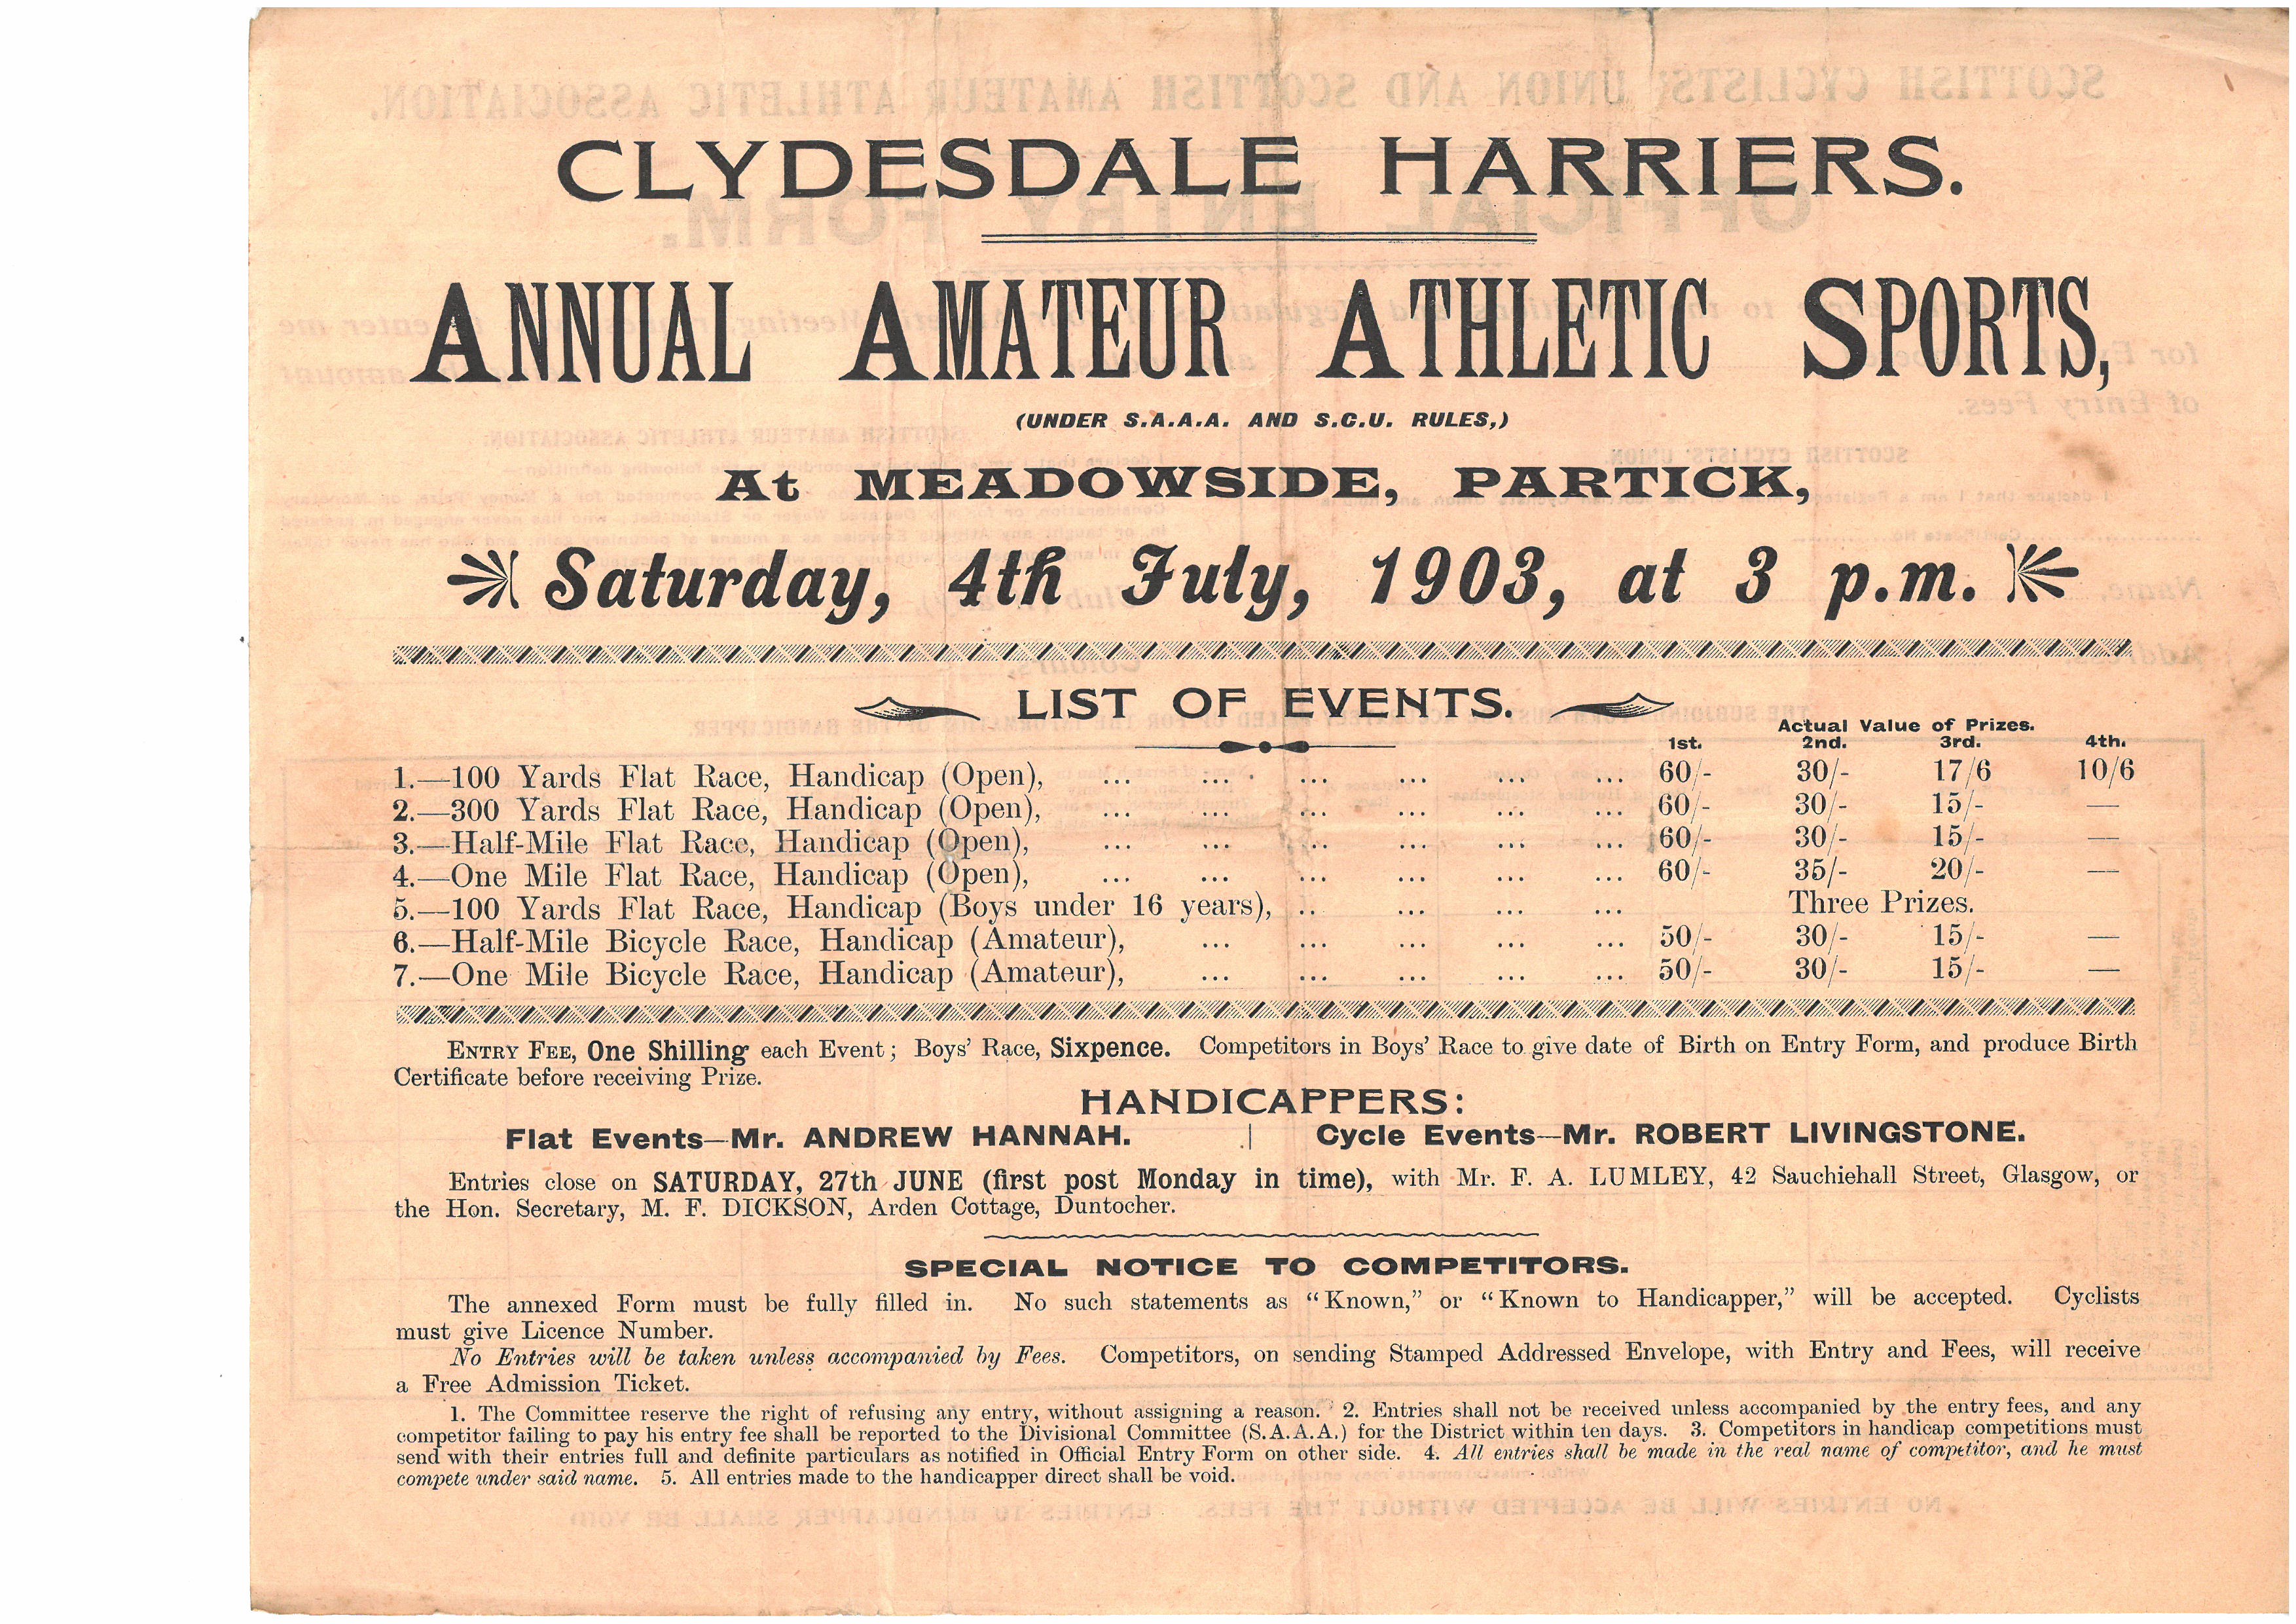 CLYDESDALE HARRIERS.
ANNUAL AMATEUR ATHLETIC SPORTS,
(UNDER S.A.A.A. AND S.C.U. RULES,)
At MEADOWSIDE, PARTICK,
Saturday, 4th July, 1903, at 3 p.m.
LIST OF EVENTS.
Actual Value of Prizes.
1st. 2nd. 3rd. 4th.
1.—100 Yards Flat Race, Handicap (Open), ... ... ... ... ... ... 60/- 30/- 17/6 10/6
2.—300 Yards Flat Race, Handicap (Open), ... ... ... ... ... ... 60/- 30/- 15/- —
3.—Half-Mile Flat Race, Handicap (Open), ... ... ... ... ... ... 60/- 30/- 15/- —
4.—One Mile Flat Race, Handicap (Open), ... ... ... ... ... ... 60/- 35/- 20/- —
5.—100 Yards Flat Race, Handicap (Boys under 16 years), .. ... ... ... Three Prizes.
6.—Half-Mile Bicycle Race, Handicap (Amateur), ... ... ... ... ... 50/- 30/- 15/- —
7.—One Mile Bicycle Race, Handicap (Amateur), ... ... ... ... ... 50/- 30/- 15/- —
ENTRY FEE, One Shilling each Event; Boys' Race, Sixpence. Competitors in Boys' Race to give date of Birth on Entry Form, and produce Birth
Certificate before receiving Prize.
HANDICAPPERS:
Flat Events—Mr. ANDREW HANNAH. | Cycle Events—Mr. ROBERT LIVINGSTONE.
Entries close on SATURDAY, 27th JUNE (first post Monday in time), with Mr. F. A. LUMLEY, 42 Sauchiehall Street, Glasgow, or
the Hon. Secretary, M. F. DICKSON, Arden Cottage, Duntocher.
SPECIAL NOTICE TO COMPETITORS.
The annexed Form must be fully filled in. No such statements as "Known," or "Known to Handicapper," will be accepted. Cyclists
must give Licence Number.
No Entries will be taken unless accompanied by Fees. Competitors, on sending Stamped Addressed Envelope, with Entry and Fees, will receive
a Free Admission Ticket.
1. The Committee reserve the right of refusing any entry, without assigning a reason. 2. Entries shall not be received unless accompanied by the entry fees, and any
competitor failing to pay his entry fee shall be reported to the Divisional Committee (S.A.A.A.) for the District within ten days. 3. Competitors in handicap competitions must
send with their entries full and definite particulars as notified in Official Entry Form on other side. 4. All entries shall be made in the real name of competitor, and he must
compete under said name. 5. All entries made to the handicapper direct shall be void.